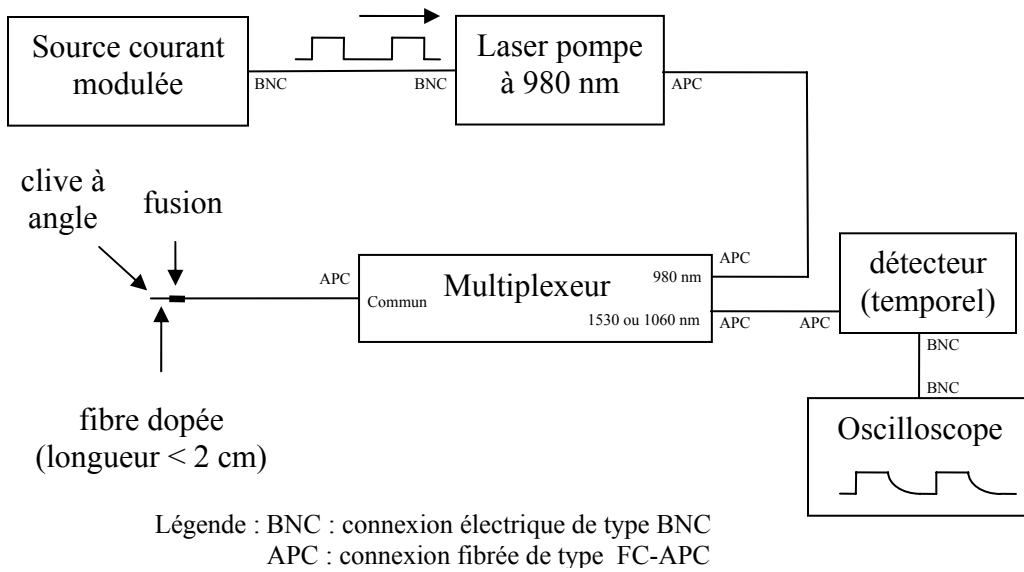 Source courant
modulée
BNC
BNC
Laser pompe
à 980 nm
APC
clive à
angle
fusion
APC
Commun
Multiplexeur
980 nm
1530 ou 1060 nm
APC
APC
APC
détecteur
(temporel)
BNC
BNC
Oscilloscope
fibre dopée
(longueur < 2 cm)
Légende : BNC : connexion électrique de type BNC
APC : connexion fibrée de type FC-APC